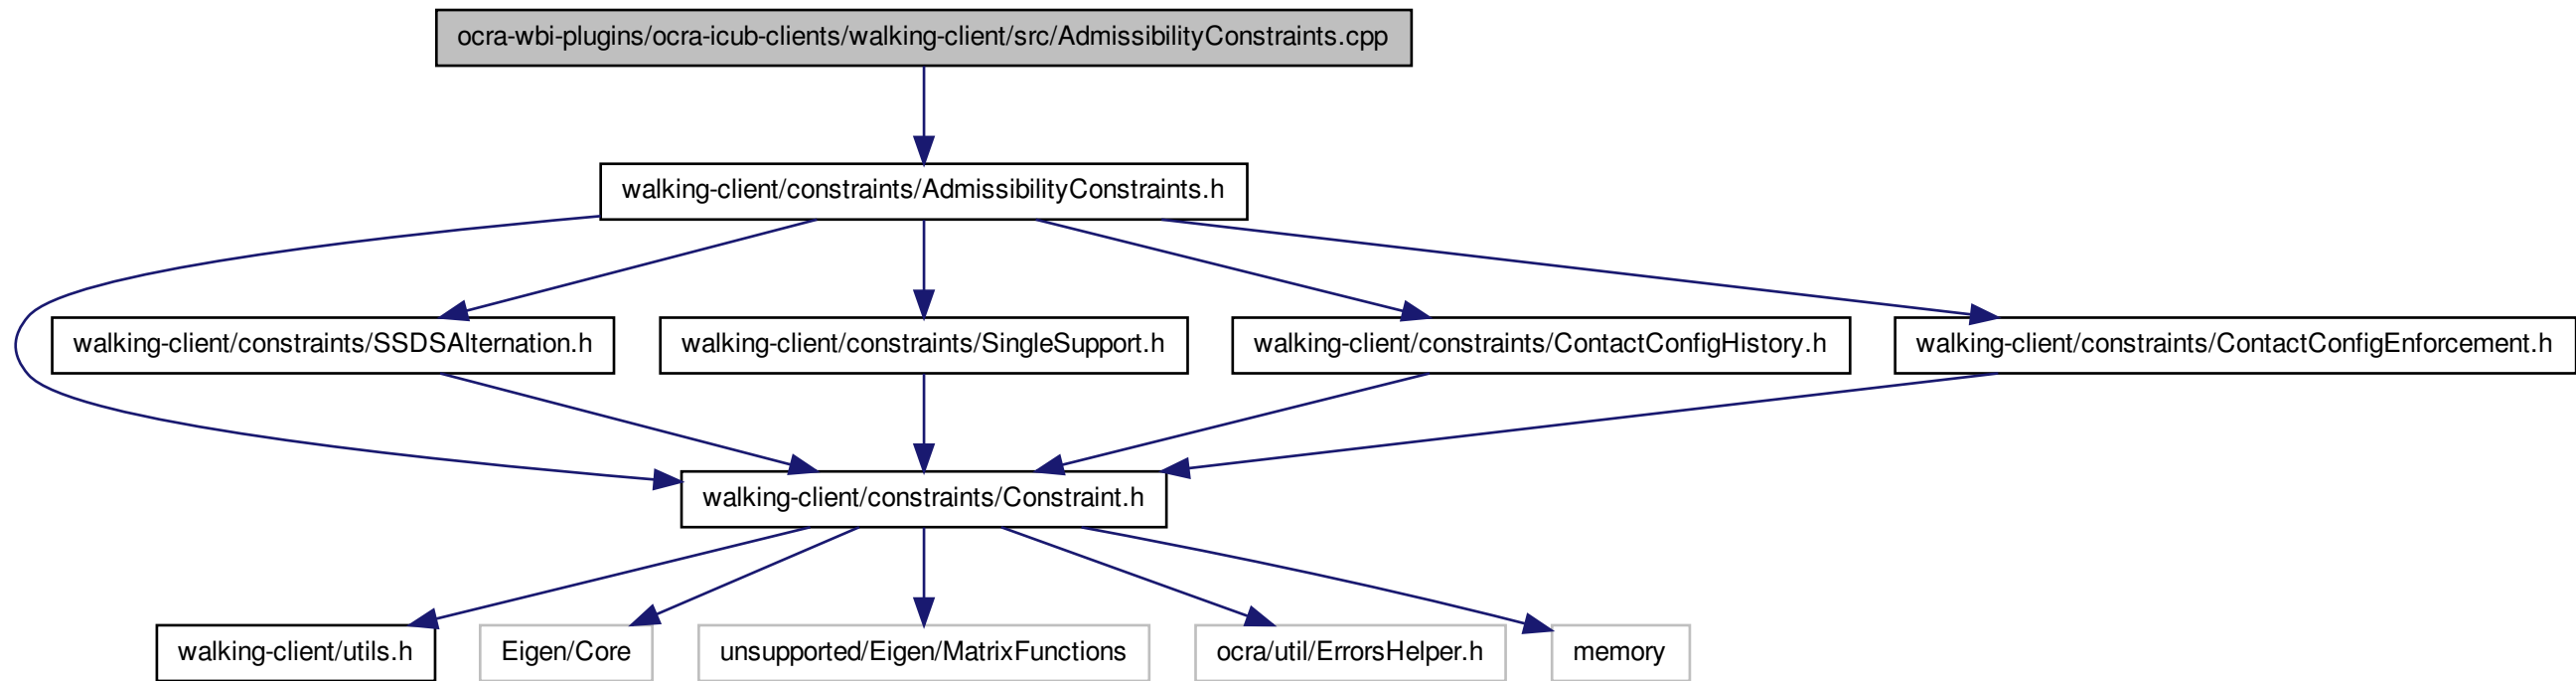 ocra-wbi-plugins/ocra-icub-clients/walking-client/src/AdmissibilityConstraints.cpp
walking-client/constraints/AdmissibilityConstraints.h
walking-client/constraints/SSDSAlternation.h
walking-client/constraints/SingleSupport.h
walking-client/constraints/ContactConfigHistory.h
walking-client/constraints/ContactConfigEnforcement.h
walking-client/constraints/Constraint.h
walking-client/utils.h
Eigen/Core
unsupported/Eigen/MatrixFunctions
ocra/util/ErrorsHelper.h
memory